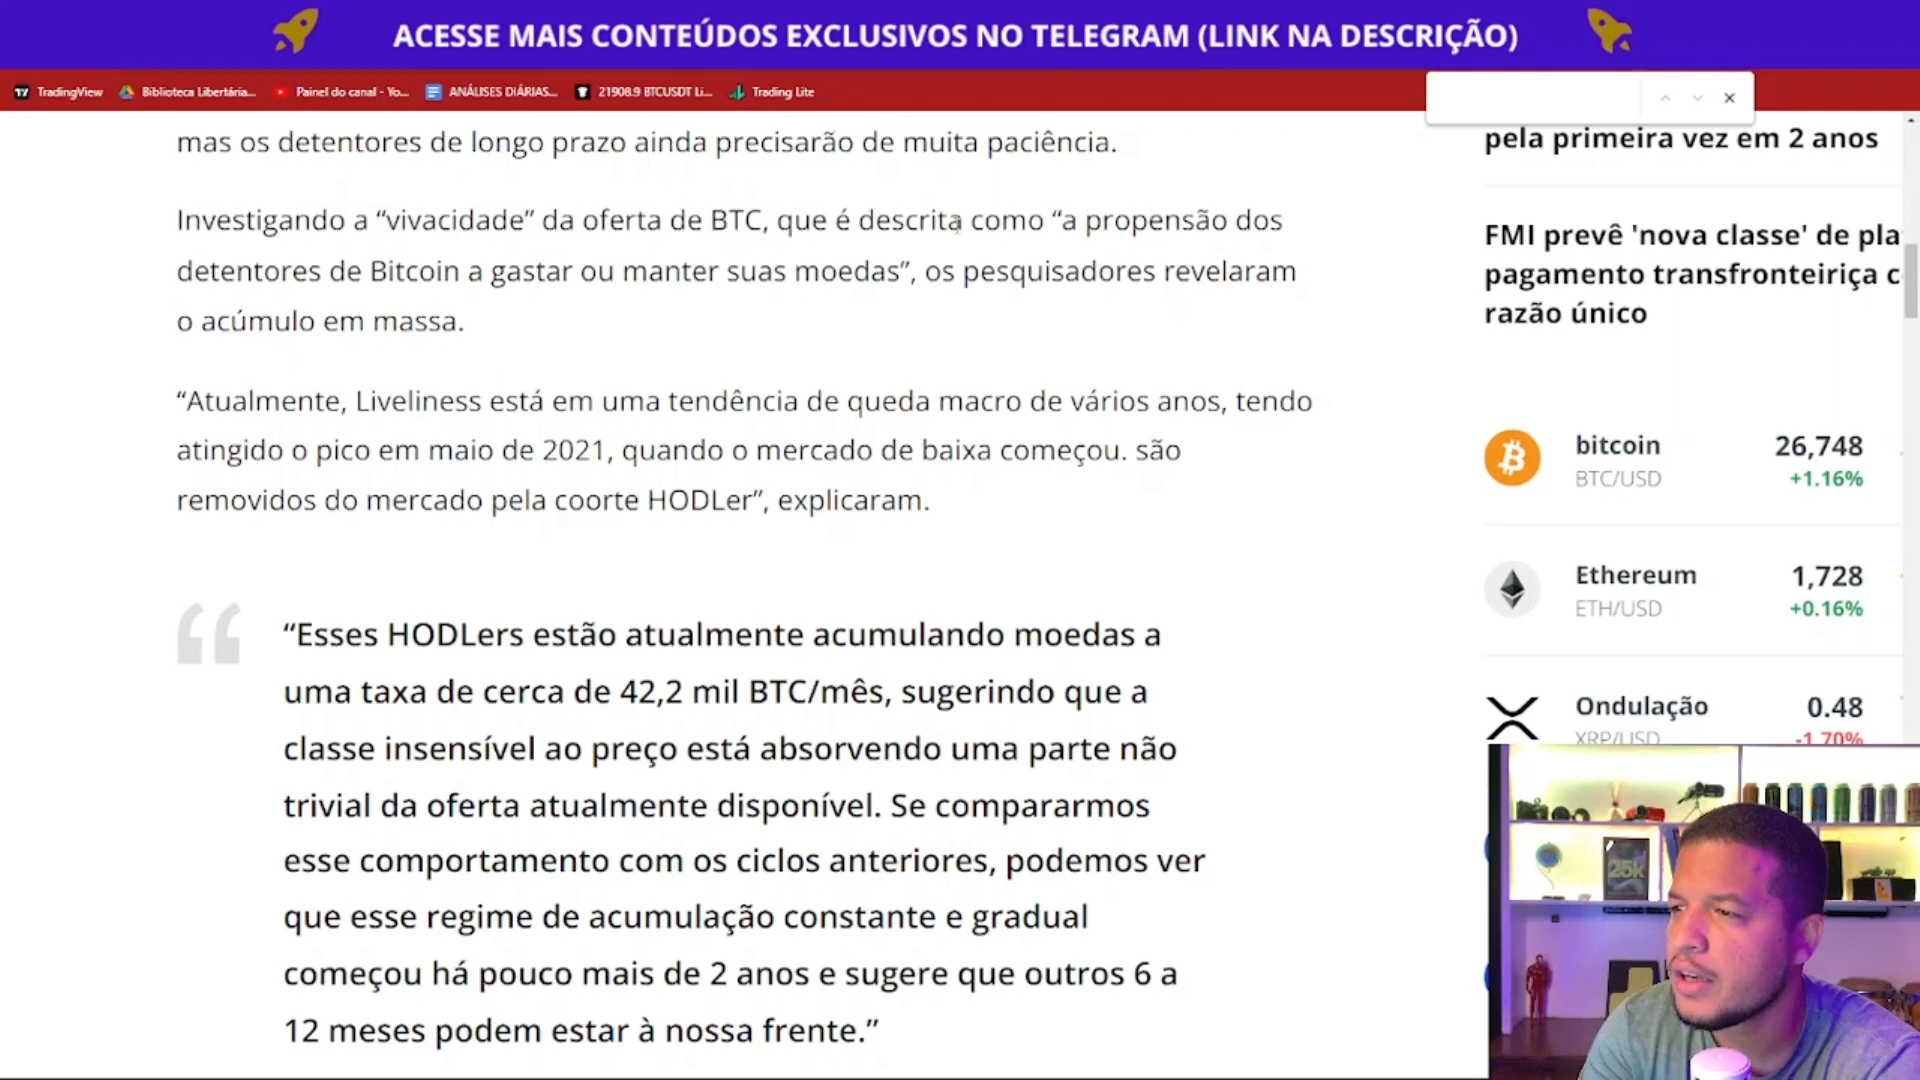 ACESSE MAIS CONTEÚDOS EXCLUSIVOS NO TELEGRAM (LINK NA DESCRIÇÃO)
TradingView
Biblioteca Libertária...
Painel do canal - Yo...
ANÁLISES DIÁRIAS...
21908.9 BTCUSDT Li...
Trading Lite
mas os detentores de longo prazo ainda precisarão de muita paciência.
Investigando a “vivacidade” da oferta de BTC, que é descrita como “a propensão dos
detentores de Bitcoin a gastar ou manter suas moedas”, os pesquisadores revelaram
o acúmulo em massa.
“Atualmente, Liveliness está em uma tendência de queda macro de vários anos, tendo
atingido o pico em maio de 2021, quando o mercado de baixa começou. são
removidos do mercado pela coorte HODLer”, explicaram.
“Esses HODLers estão atualmente acumulando moedas a
uma taxa de cerca de 42,2 mil BTC/mês, sugerindo que a
classe insensível ao preço está absorvendo uma parte não
trivial da oferta atualmente disponível. Se compararmos
esse comportamento com os ciclos anteriores, podemos ver
que esse regime de acumulação constante e gradual
começou há pouco mais de 2 anos e sugere que outros 6 a
12 meses podem estar à nossa frente.”
pela primeira vez em 2 anos
FMI prevê 'nova classe' de pla
pagamento transfronteiriça c
razão único
bitcoin 26,748
BTC/USD +1.16%
Ethereum 1,728
ETH/USD +0.16%
Ondulação 0.48
XRP/USD -1.70%
25k